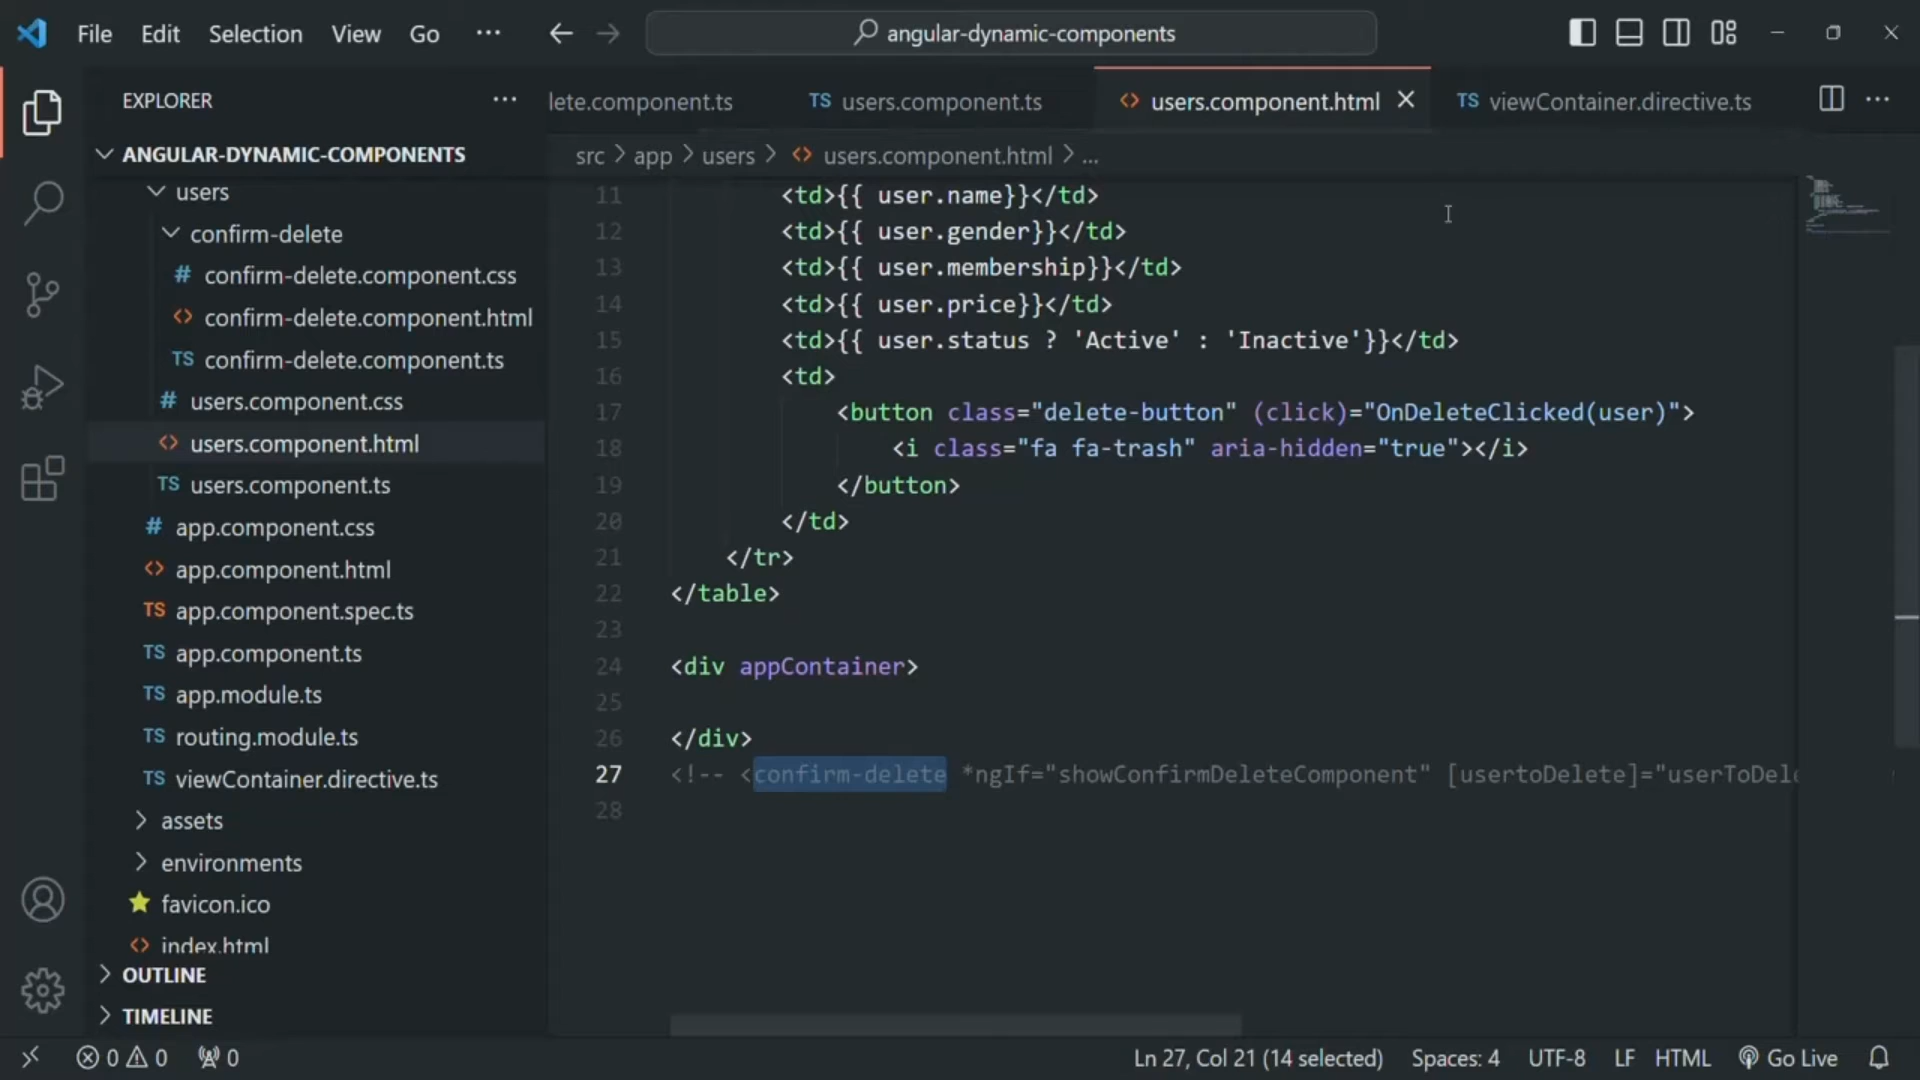 File Edit Selection View Go ···
angular-dynamic-components
EXPLORER ···
ANGULAR-DYNAMIC-COMPONENTS
users
confirm-delete
# confirm-delete.component.css
<> confirm-delete.component.html
TS confirm-delete.component.ts
# users.component.css
<> users.component.html
TS users.component.ts
# app.component.css
<> app.component.html
TS app.component.spec.ts
TS app.component.ts
TS app.module.ts
TS routing.module.ts
TS viewContainer.directive.ts
assets
environments
favicon.ico
<> index.html
OUTLINE
TIMELINE
lete.component.ts TS users.component.ts <> users.component.html TS viewContainer.directive.ts ···
src > app > users > <> users.component.html > ...
11 <td>{{ user.name}}</td>
12 <td>{{ user.gender}}</td>
13 <td>{{ user.membership}}</td>
14 <td>{{ user.price}}</td>
15 <td>{{ user.status ? 'Active' : 'Inactive'}}</td>
16 <td>
17 <button class="delete-button" (click)="OnDeleteClicked(user)">
18 <i class="fa fa-trash" aria-hidden="true"></i>
19 </button>
20 </td>
21 </tr>
22 </table>
23
24 <div appContainer>
25
26 </div>
27 <!-- <confirm-delete *ngIf="showConfirmDeleteComponent" [usertoDelete]="userToDele
28
0 0 0 Ln 27, Col 21 (14 selected) Spaces: 4 UTF-8 LF HTML Go Live